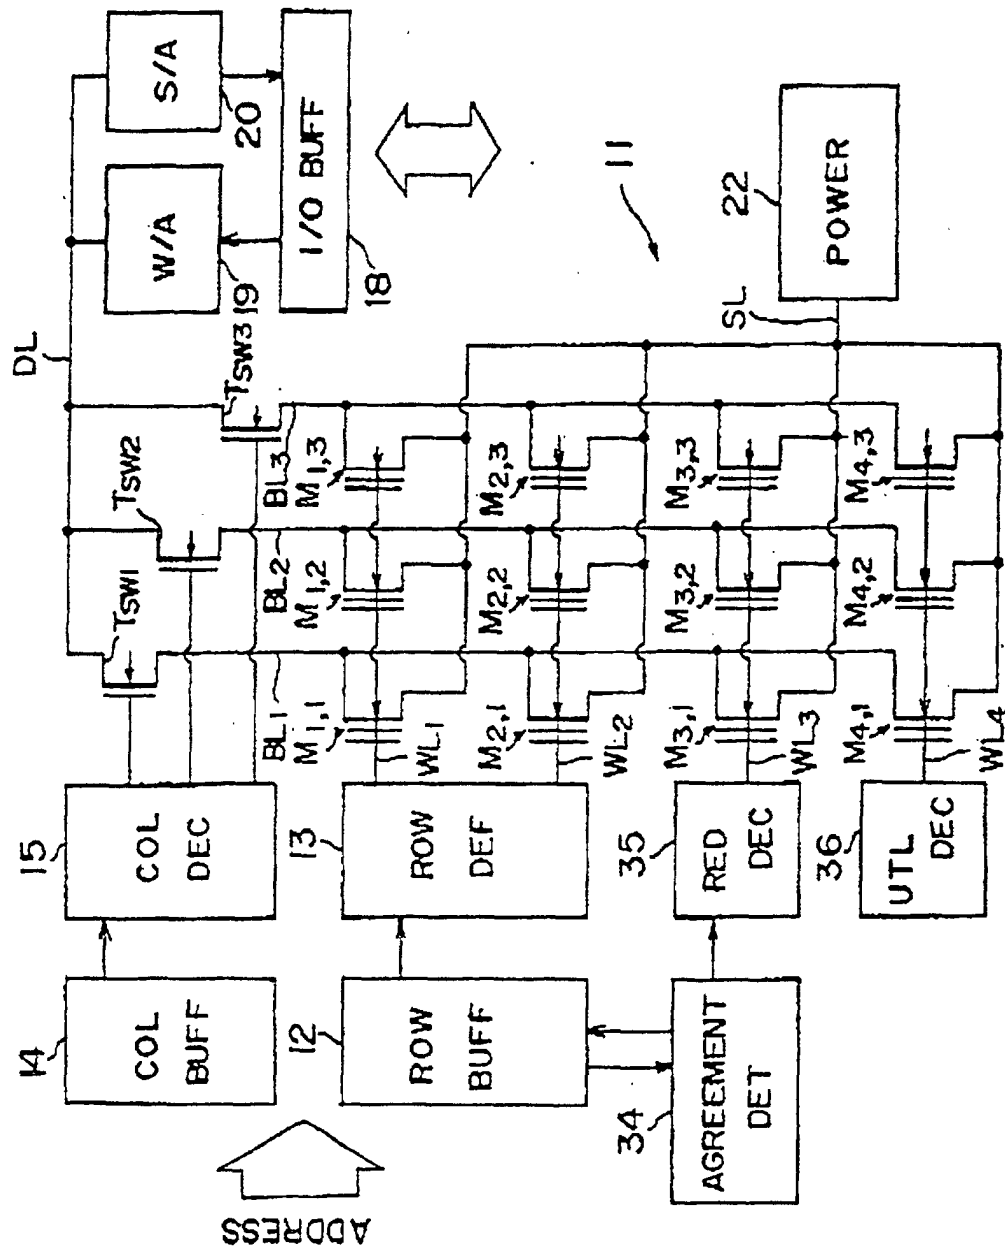 DL
S/A
20
W/A
19
I/O BUFF
18
11
TSW1
TSW2
TSW3
15
COL
DEC
14
COL
BUFF
BL1
BL2
BL3
M1,1
M1,2
M1,3
WL1
13
ROW
DEF
12
ROW
BUFF
ADDRESS
M2,1
M2,2
M2,3
WL2
M3,1
M3,2
M3,3
WL3
35
RED
DEC
34
AGREEMENT
DET
M4,1
M4,2
M4,3
WL4
36
UTL
DEC
SL
22
POWER